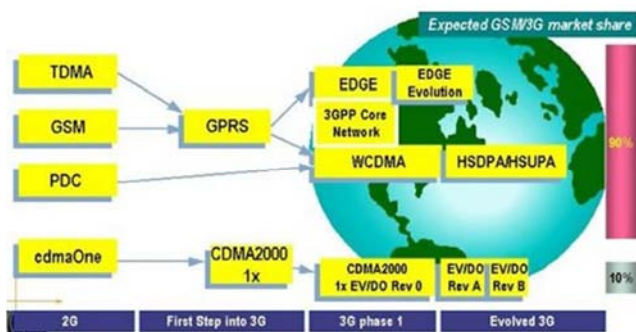 Expected GSM/3G market share
TDMA
EDGE
EDGE
Evolution
GSM
GPRS
3GPP Core
Network
90%
PDC
WCDMA
HSDPA/HSUPA
cdmaOne
CDMA2000
1x
CDMA2000
1x EV/DO Rev 0
EV/DO
Rev A
EV/DO
Rev B
10%
2G
First Step into 3G
3G phase 1
Evolved 3G